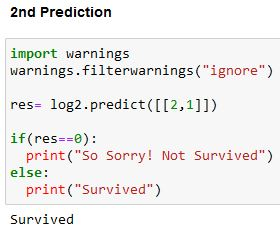 2nd Prediction
import warnings
warnings.filterwarnings("ignore")
res= log2.predict([[2,1]])
if(res==0):
  print("So Sorry! Not Survived")
else:
  print("Survived")
Survived